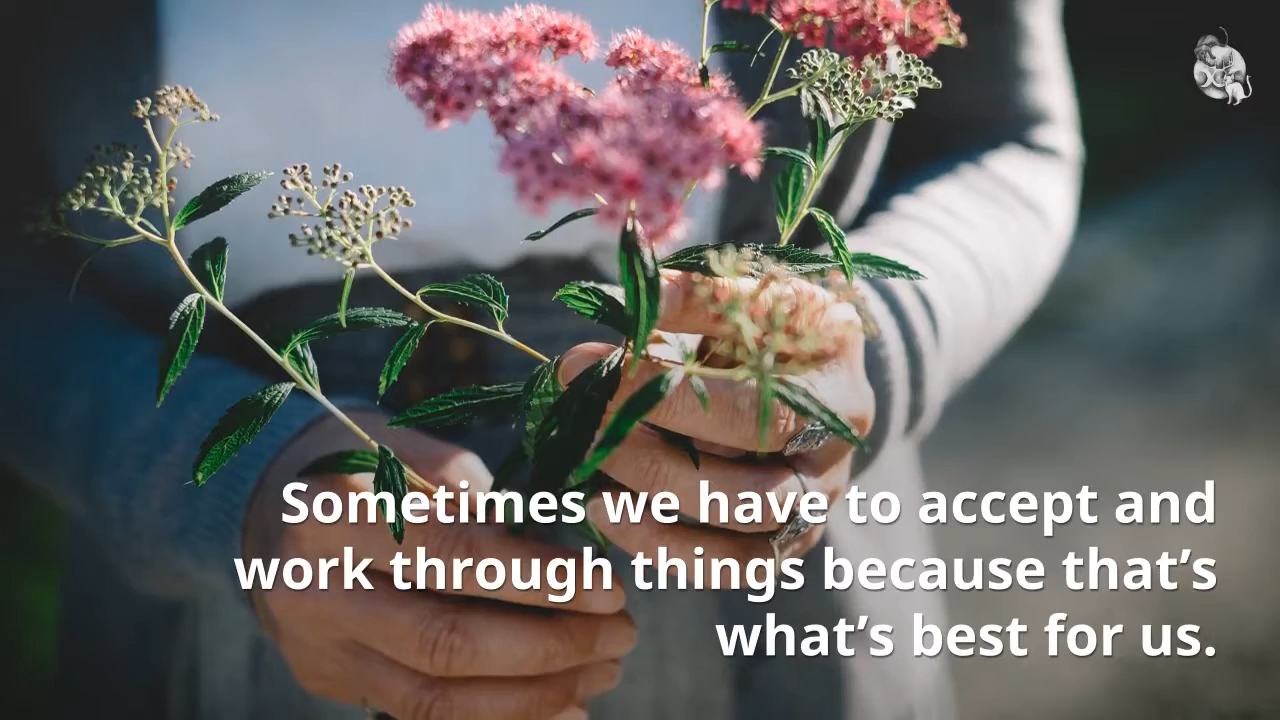 Sometimes we have to accept and
work through things because that’s
what’s best for us.